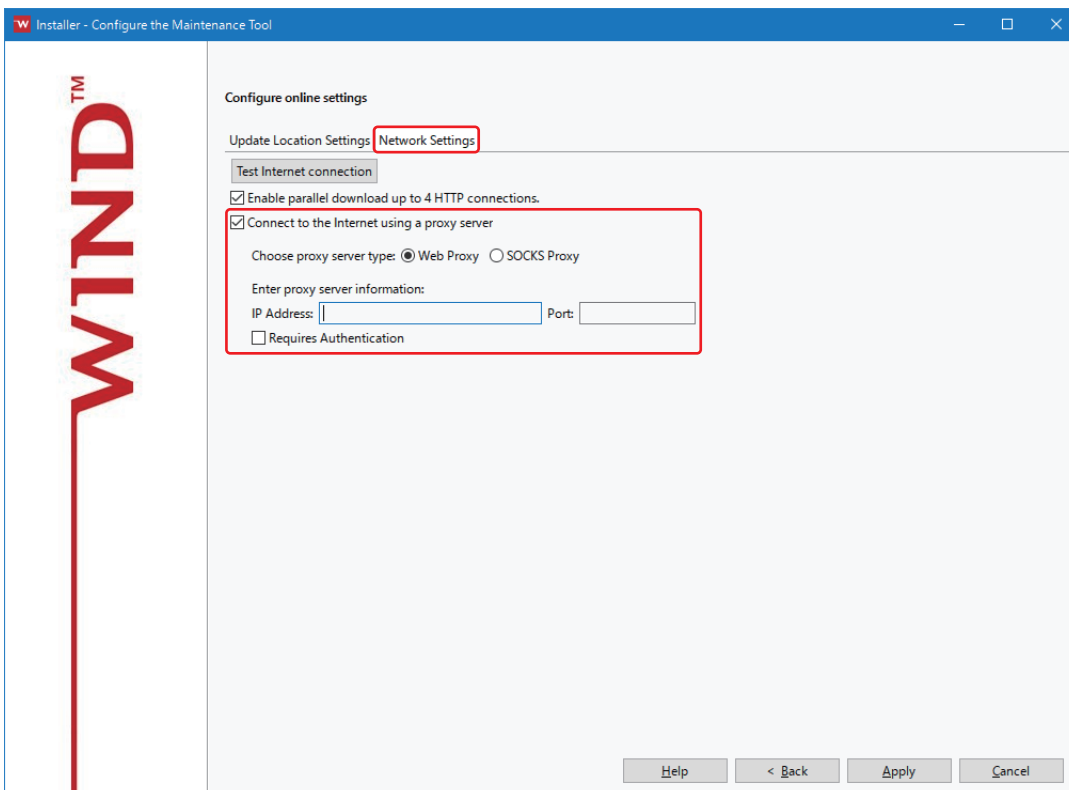 Installer - Configure the Maintenance Tool
WIND™
Configure online settings
Update Location Settings Network Settings
Test Internet connection
Enable parallel download up to 4 HTTP connections.
Connect to the Internet using a proxy server
Choose proxy server type: Web Proxy SOCKS Proxy
Enter proxy server information:
IP Address: Port:
Requires Authentication
Help < Back Apply Cancel